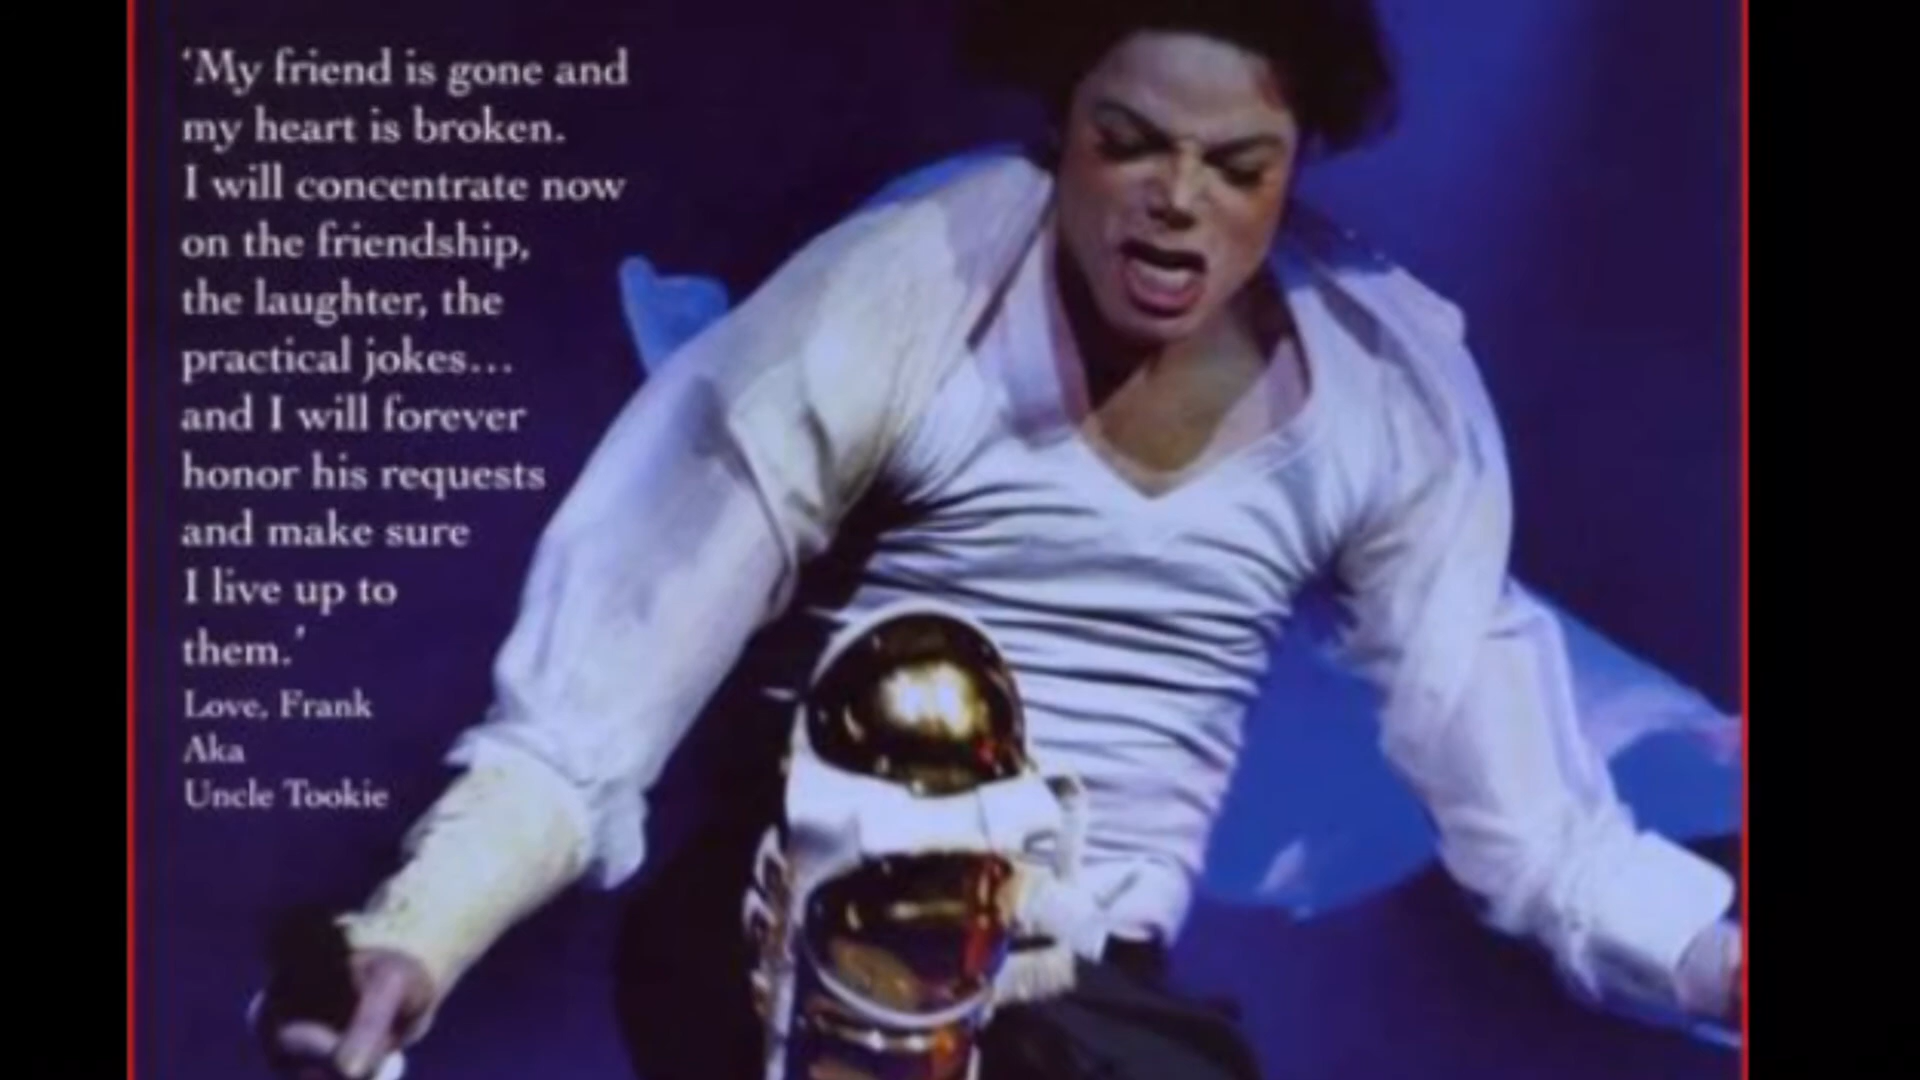 ‘My friend is gone and
my heart is broken.
I will concentrate now
on the friendship,
the laughter, the
practical jokes...
and I will forever
honor his requests
and make sure
I live up to
them.’
Love, Frank
Aka
Uncle Tookie